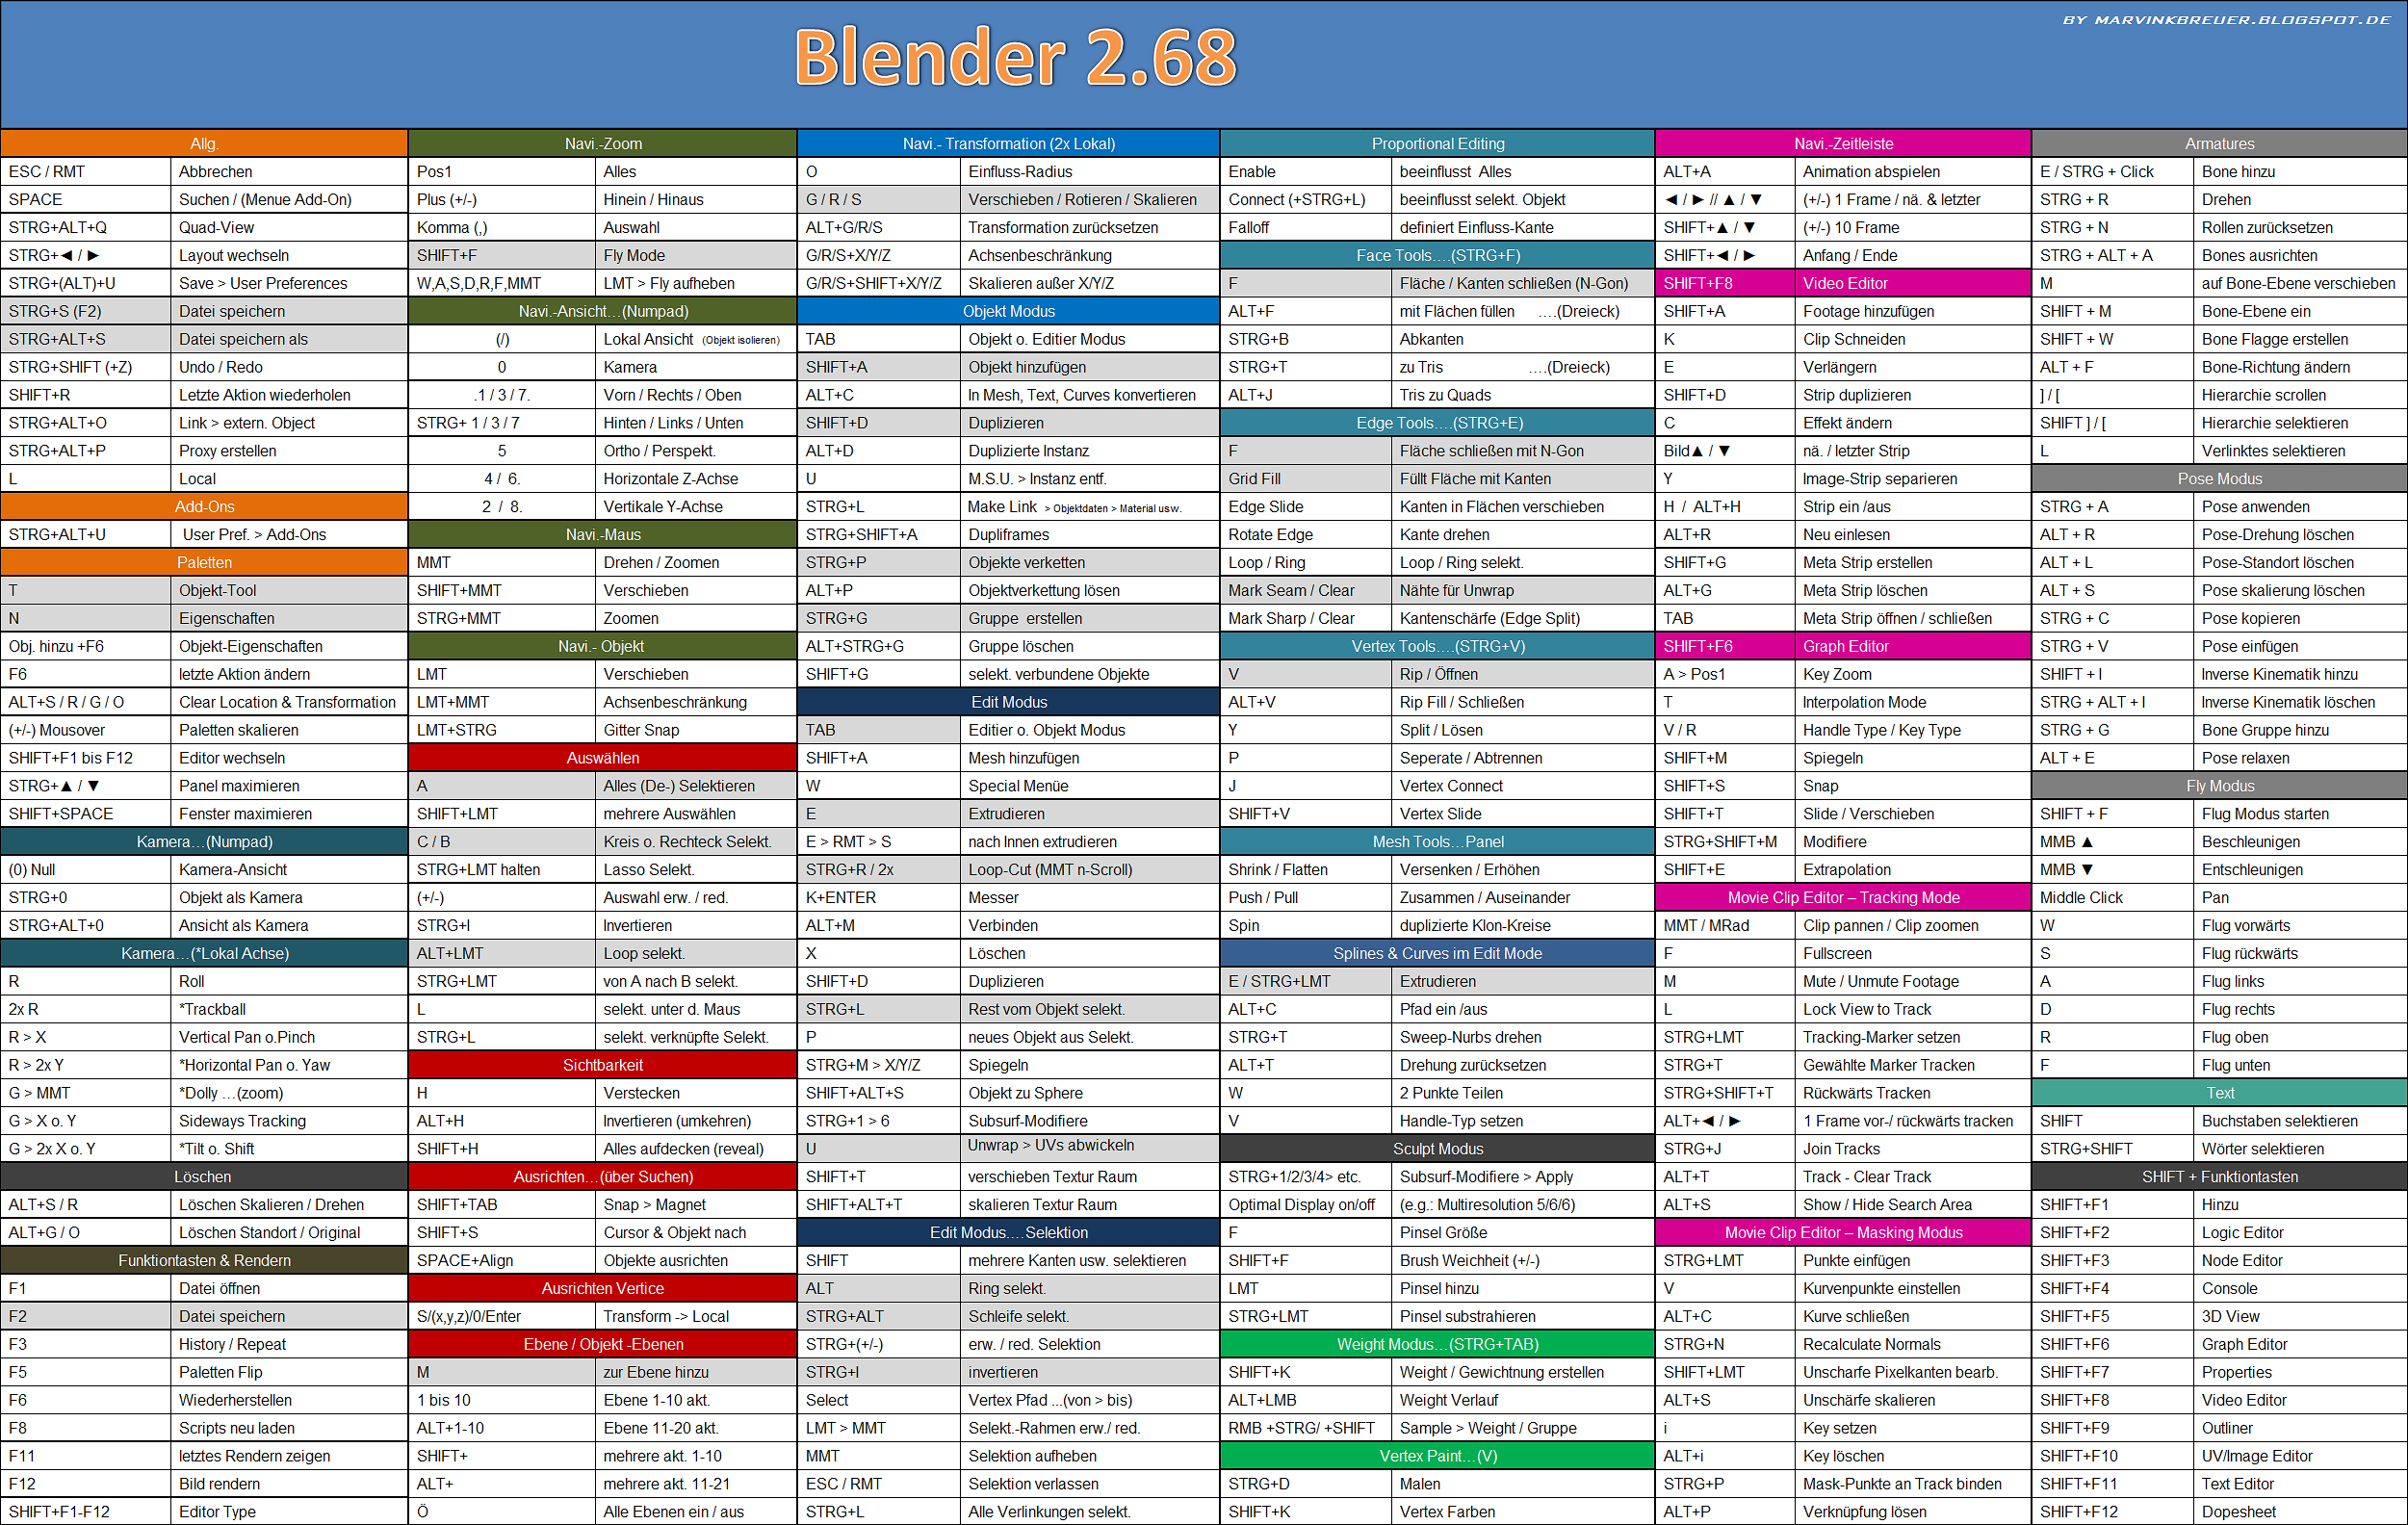 BY MARVINKBREUER.BLOGSPOT.DE
Blender 2.68
Allg.
ESC / RMT Abbrechen
SPACE Suchen / (Menue Add-On)
STRG+ALT+Q Quad-View
STRG+◄ / ► Layout wechseln
STRG+(ALT)+U Save > User Preferences
STRG+S (F2) Datei speichern
STRG+ALT+S Datei speichern als
STRG+SHIFT (+Z) Undo / Redo
SHIFT+R Letzte Aktion wiederholen
STRG+ALT+O Link > extern. Object
STRG+ALT+P Proxy erstellen
L Local
Add-Ons
STRG+ALT+U User Pref. > Add-Ons
Paletten
T Objekt-Tool
N Eigenschaften
Obj. hinzu +F6 Objekt-Eigenschaften
F6 letzte Aktion ändern
ALT+S / R / G / O Clear Location & Transformation
(+/-) Mousover Paletten skalieren
SHIFT+F1 bis F12 Editor wechseln
STRG+▲ / ▼ Panel maximieren
SHIFT+SPACE Fenster maximieren
Kamera…(Numpad)
(0) Null Kamera-Ansicht
STRG+0 Objekt als Kamera
STRG+ALT+0 Ansicht als Kamera
Kamera…(*Lokal Achse)
R Roll
2x R *Trackball
R > X Vertical Pan o.Pinch
R > 2x Y *Horizontal Pan o. Yaw
G > MMT *Dolly …(zoom)
G > X o. Y Sideways Tracking
G > 2x X o. Y *Tilt o. Shift
Löschen
ALT+S / R Löschen Skalieren / Drehen
ALT+G / O Löschen Standort / Original
Funktiontasten & Rendern
F1 Datei öffnen
F2 Datei speichern
F3 History / Repeat
F5 Paletten Flip
F6 Wiederherstellen
F8 Scripts neu laden
F11 letztes Rendern zeigen
F12 Bild rendern
SHIFT+F1-F12 Editor Type
Navi.-Zoom
Pos1 Alles
Plus (+/-) Hinein / Hinaus
Komma (,) Auswahl
SHIFT+F Fly Mode
W,A,S,D,R,F,MMT LMT > Fly aufheben
Navi.-Ansicht…(Numpad)
(/) Lokal Ansicht (Objekt isolieren)
0 Kamera
.1 / 3 / 7. Vorn / Rechts / Oben
STRG+ 1 / 3 / 7 Hinten / Links / Unten
5 Ortho / Perspekt.
4 / 6. Horizontale Z-Achse
2 / 8. Vertikale Y-Achse
Navi.-Maus
MMT Drehen / Zoomen
SHIFT+MMT Verschieben
STRG+MMT Zoomen
Navi.- Objekt
LMT Verschieben
LMT+MMT Achsenbeschränkung
LMT+STRG Gitter Snap
Auswählen
A Alles (De-) Selektieren
SHIFT+LMT mehrere Auswählen
C / B Kreis o. Rechteck Selekt.
STRG+LMT halten Lasso Selekt.
(+/-) Auswahl erw. / red.
STRG+I Invertieren
ALT+LMT Loop selekt.
STRG+LMT von A nach B selekt.
L selekt. unter d. Maus
STRG+L selekt. verknüpfte Selekt.
Sichtbarkeit
H Verstecken
ALT+H Invertieren (umkehren)
SHIFT+H Alles aufdecken (reveal)
Ausrichten…(über Suchen)
SHIFT+TAB Snap > Magnet
SHIFT+S Cursor & Objekt nach
SPACE+Align Objekte ausrichten
Ausrichten Vertice
S/(x,y,z)/0/Enter Transform -> Local
Ebene / Objekt -Ebenen
M zur Ebene hinzu
1 bis 10 Ebene 1-10 akt.
ALT+1-10 Ebene 11-20 akt.
SHIFT+ mehrere akt. 1-10
ALT+ mehrere akt. 11-21
Ö Alle Ebenen ein / aus
Navi.- Transformation (2x Lokal)
O Einfluss-Radius
G / R / S Verschieben / Rotieren / Skalieren
ALT+G/R/S Transformation zurücksetzen
G/R/S+X/Y/Z Achsenbeschränkung
G/R/S+SHIFT+X/Y/Z Skalieren außer X/Y/Z
Objekt Modus
TAB Objekt o. Editier Modus
SHIFT+A Objekt hinzufügen
ALT+C In Mesh, Text, Curves konvertieren
SHIFT+D Duplizieren
ALT+D Duplizierte Instanz
U M.S.U. > Instanz entf.
STRG+L Make Link > Objektdaten > Material usw.
STRG+SHIFT+A Dupliframes
STRG+P Objekte verketten
ALT+P Objektverkettung lösen
STRG+G Gruppe erstellen
ALT+STRG+G Gruppe löschen
SHIFT+G selekt. verbundene Objekte
Edit Modus
TAB Editier o. Objekt Modus
SHIFT+A Mesh hinzufügen
W Special Menüe
E Extrudieren
E > RMT > S nach Innen extrudieren
STRG+R / 2x Loop-Cut (MMT n-Scroll)
K+ENTER Messer
ALT+M Verbinden
X Löschen
SHIFT+D Duplizieren
STRG+L Rest vom Objekt selekt.
P neues Objekt aus Selekt.
STRG+M > X/Y/Z Spiegeln
SHIFT+ALT+S Objekt zu Sphere
STRG+1 > 6 Subsurf-Modifiere
U Unwrap > UVs abwickeln
SHIFT+T verschieben Textur Raum
SHIFT+ALT+T skalieren Textur Raum
Edit Modus….Selektion
SHIFT mehrere Kanten usw. selektieren
ALT Ring selekt.
STRG+ALT Schleife selekt.
STRG+(+/-) erw. / red. Selektion
STRG+I invertieren
Select Vertex Pfad ...(von > bis)
LMT > MMT Selekt.-Rahmen erw./ red.
MMT Selektion aufheben
ESC / RMT Selektion verlassen
STRG+L Alle Verlinkungen selekt.
Proportional Editing
Enable beeinflusst Alles
Connect (+STRG+L) beeinflusst selekt. Objekt
Falloff definiert Einfluss-Kante
Face Tools….(STRG+F)
F Fläche / Kanten schließen (N-Gon)
ALT+F mit Flächen füllen ….(Dreieck)
STRG+B Abkanten
STRG+T zu Tris ….(Dreieck)
ALT+J Tris zu Quads
Edge Tools….(STRG+E)
F Fläche schließen mit N-Gon
Grid Fill Füllt Fläche mit Kanten
Edge Slide Kanten in Flächen verschieben
Rotate Edge Kante drehen
Loop / Ring Loop / Ring selekt.
Mark Seam / Clear Nähte für Unwrap
Mark Sharp / Clear Kantenschärfe (Edge Split)
Vertex Tools….(STRG+V)
V Rip / Öffnen
ALT+V Rip Fill / Schließen
Y Split / Lösen
P Seperate / Abtrennen
J Vertex Connect
SHIFT+V Vertex Slide
Mesh Tools…Panel
Shrink / Flatten Versenken / Erhöhen
Push / Pull Zusammen / Auseinander
Spin duplizierte Klon-Kreise
Splines & Curves im Edit Mode
E / STRG+LMT Extrudieren
ALT+C Pfad ein /aus
STRG+T Sweep-Nurbs drehen
ALT+T Drehung zurücksetzen
W 2 Punkte Teilen
V Handle-Typ setzen
Sculpt Modus
STRG+1/2/3/4> etc. Subsurf-Modifiere > Apply
Optimal Display on/off (e.g.: Multiresolution 5/6/6)
F Pinsel Größe
SHIFT+F Brush Weichheit (+/-)
LMT Pinsel hinzu
STRG+LMT Pinsel substrahieren
Weight Modus…(STRG+TAB)
SHIFT+K Weight / Gewichtnung erstellen
ALT+LMB Weight Verlauf
RMB +STRG/ +SHIFT Sample > Weight / Gruppe
Vertex Paint…(V)
STRG+D Malen
SHIFT+K Vertex Farben
Navi.-Zeitleiste
ALT+A Animation abspielen
◄ / ► // ▲ / ▼ (+/-) 1 Frame / nä. & letzter
SHIFT+▲ / ▼ (+/-) 10 Frame
SHIFT+◄ / ► Anfang / Ende
SHIFT+F8 Video Editor
SHIFT+A Footage hinzufügen
K Clip Schneiden
E Verlängern
SHIFT+D Strip duplizieren
C Effekt ändern
Bild▲ / ▼ nä. / letzter Strip
Y Image-Strip separieren
H / ALT+H Strip ein /aus
ALT+R Neu einlesen
SHIFT+G Meta Strip erstellen
ALT+G Meta Strip löschen
TAB Meta Strip öffnen / schließen
SHIFT+F6 Graph Editor
A > Pos1 Key Zoom
T Interpolation Mode
V / R Handle Type / Key Type
SHIFT+M Spiegeln
SHIFT+S Snap
SHIFT+T Slide / Verschieben
STRG+SHIFT+M Modifiere
SHIFT+E Extrapolation
Movie Clip Editor – Tracking Mode
MMT / MRad Clip pannen / Clip zoomen
F Fullscreen
M Mute / Unmute Footage
L Lock View to Track
STRG+LMT Tracking-Marker setzen
STRG+T Gewählte Marker Tracken
STRG+SHIFT+T Rückwärts Tracken
ALT+◄ / ► 1 Frame vor-/ rückwärts tracken
STRG+J Join Tracks
ALT+T Track - Clear Track
ALT+S Show / Hide Search Area
Movie Clip Editor – Masking Modus
STRG+LMT Punkte einfügen
V Kurvenpunkte einstellen
ALT+C Kurve schließen
STRG+N Recalculate Normals
SHIFT+LMT Unscharfe Pixelkanten bearb.
ALT+S Unschärfe skalieren
i Key setzen
ALT+i Key löschen
STRG+P Mask-Punkte an Track binden
ALT+P Verknüpfung lösen
Armatures
E / STRG + Click Bone hinzu
STRG + R Drehen
STRG + N Rollen zurücksetzen
STRG + ALT + A Bones ausrichten
M auf Bone-Ebene verschieben
SHIFT + M Bone-Ebene ein
SHIFT + W Bone Flagge erstellen
ALT + F Bone-Richtung ändern
] / [ Hierarchie scrollen
SHIFT ] / [ Hierarchie selektieren
L Verlinktes selektieren
Pose Modus
STRG + A Pose anwenden
ALT + R Pose-Drehung löschen
ALT + L Pose-Standort löschen
ALT + S Pose skalierung löschen
STRG + C Pose kopieren
STRG + V Pose einfügen
SHIFT + I Inverse Kinematik hinzu
STRG + ALT + I Inverse Kinematik löschen
STRG + G Bone Gruppe hinzu
ALT + E Pose relaxen
Fly Modus
SHIFT + F Flug Modus starten
MMB ▲ Beschleunigen
MMB ▼ Entschleunigen
Middle Click Pan
W Flug vorwärts
S Flug rückwärts
A Flug links
D Flug rechts
R Flug oben
F Flug unten
Text
SHIFT Buchstaben selektieren
STRG+SHIFT Wörter selektieren
SHIFT + Funktiontasten
SHIFT+F1 Hinzu
SHIFT+F2 Logic Editor
SHIFT+F3 Node Editor
SHIFT+F4 Console
SHIFT+F5 3D View
SHIFT+F6 Graph Editor
SHIFT+F7 Properties
SHIFT+F8 Video Editor
SHIFT+F9 Outliner
SHIFT+F10 UV/Image Editor
SHIFT+F11 Text Editor
SHIFT+F12 Dopesheet